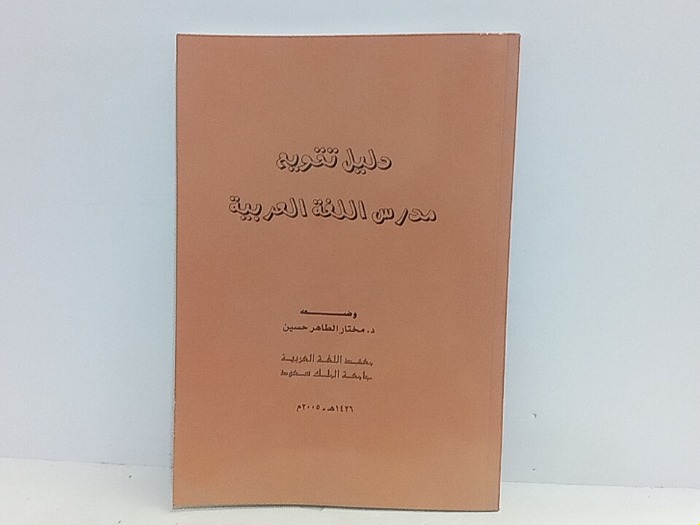 دليل تقويم
مدرس اللغة العربية
وضعه
د. مختار الطاهر حسين
معهد اللغة العربية
جامعة الملك سعود
١٤٢٦هـ - ٢٠٠٥م